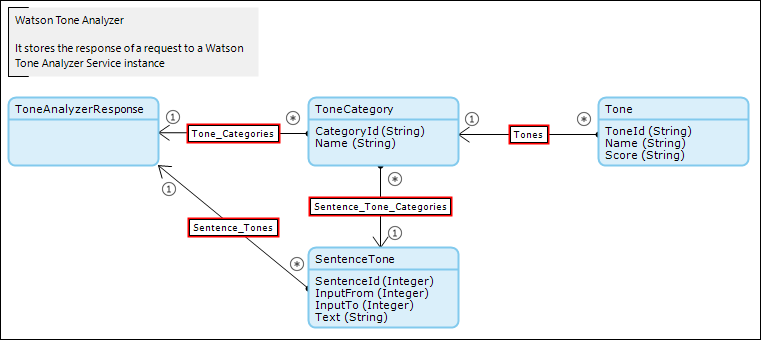 Watson Tone Analyzer
It stores the response of a request to a Watson
Tone Analyzer Service instance
ToneAnalyzerResponse
1
Tone_Categories
*
ToneCategory
CategoryId (String)
Name (String)
1
Tones
*
Tone
ToneId (String)
Name (String)
Score (String)
1
Sentence_Tones
*
*
Sentence_Tone_Categories
1
SentenceTone
SentenceId (Integer)
InputFrom (Integer)
InputTo (Integer)
Text (String)